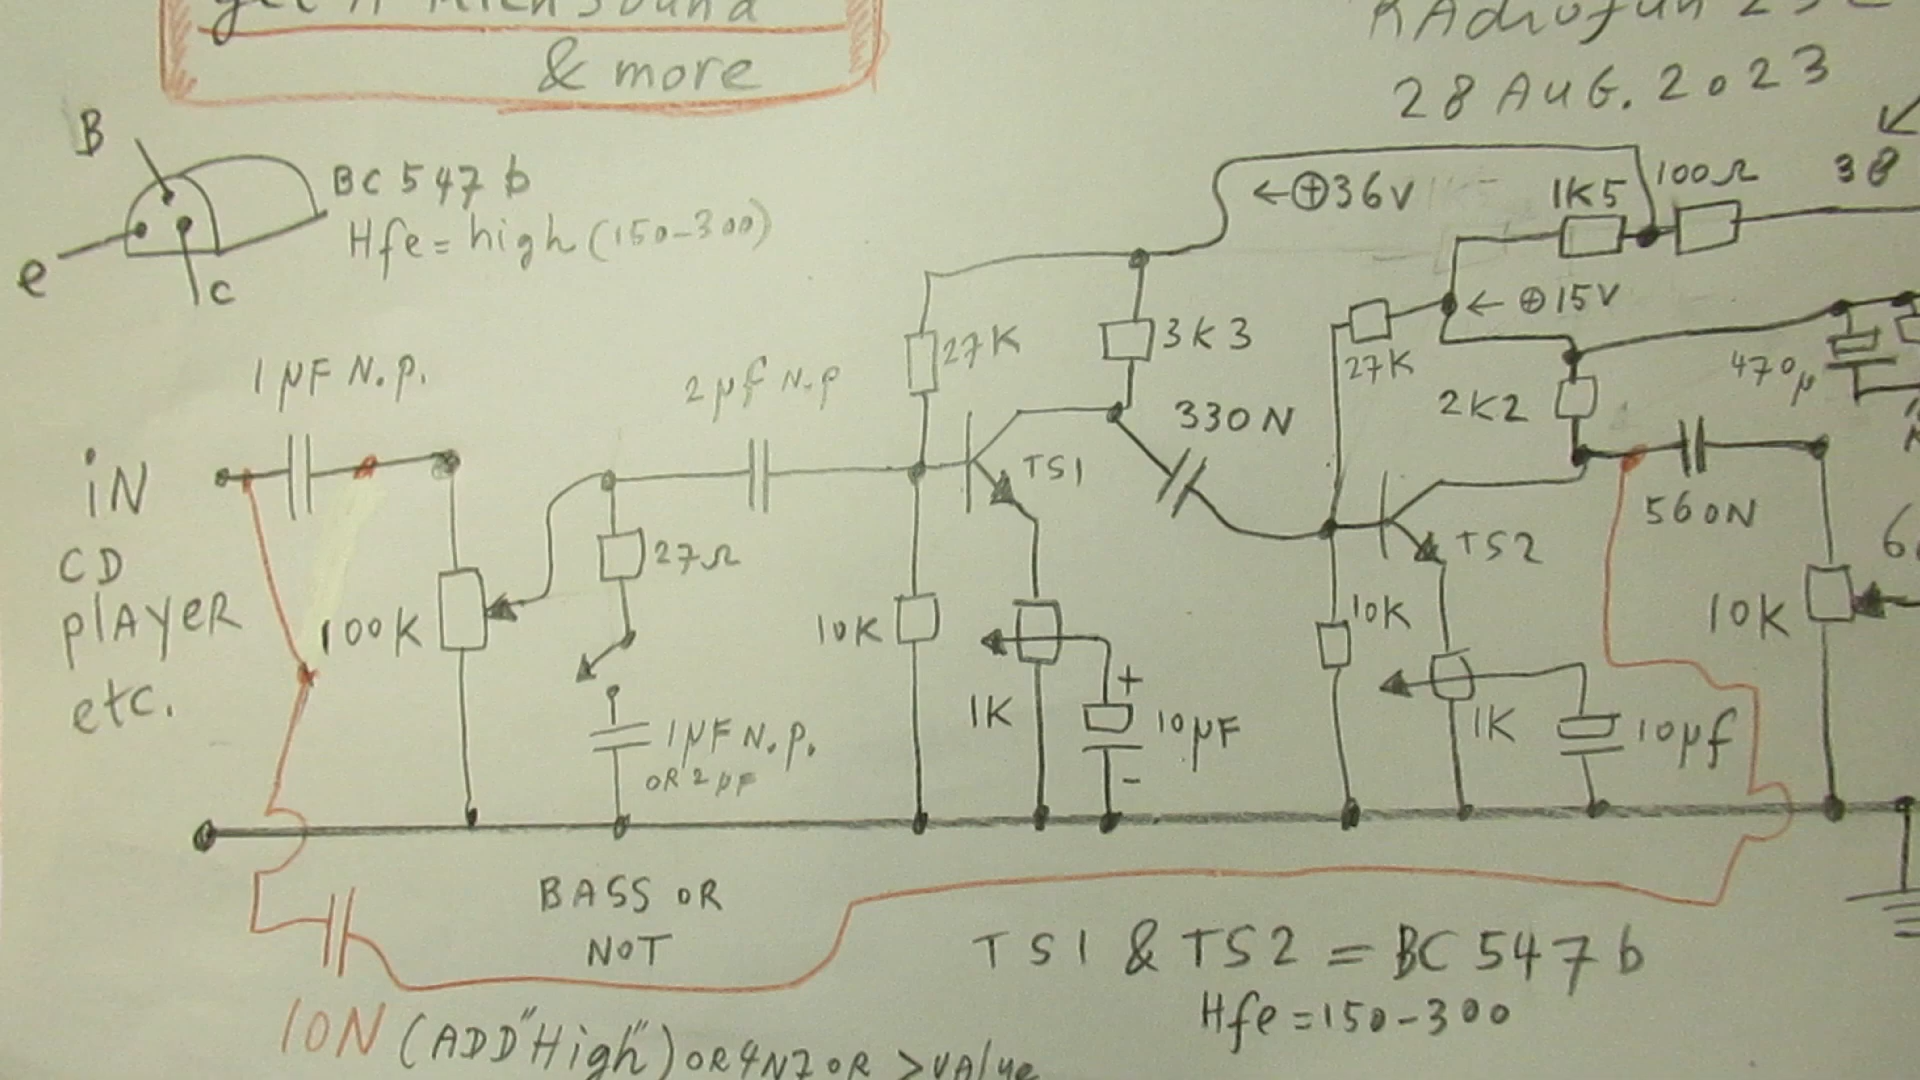 & more
28 AUG. 2023
B
e
c
BC 547 b
Hfe = high (150-300)
←⊕36V
1K5
100Ω
38
←⊕15V
1µF N.p.
2µf N.p
27K
3K3
330N
27K
2K2
470µ
iN
CD
plAyer
etc.
100K
27Ω
TS1
TS2
560N
10K
1K
+
10µF
-
10K
1K
10µf
10K
1µF N.p.
OR 2µF
BASS OR
NOT
TS1 & TS2 = BC 547 b
Hfe = 150-300
10N (ADD "High") OR 4N7 OR > vAlue